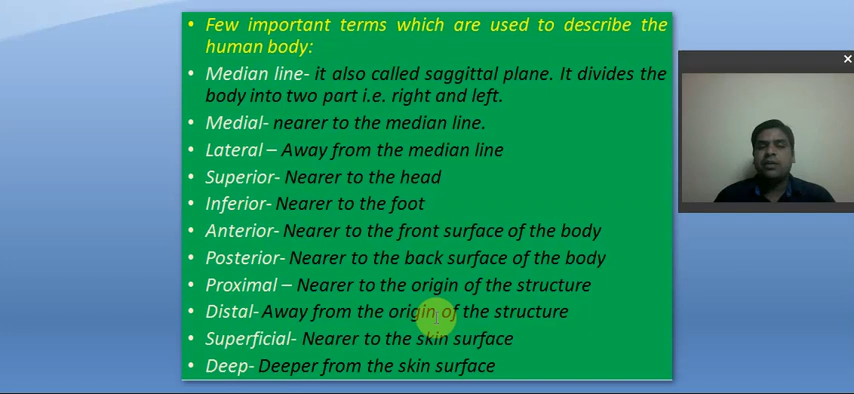 • Few important terms which are used to describe the
human body:
• Median line- it also called saggittal plane. It divides the
body into two part i.e. right and left.
• Medial- nearer to the median line.
• Lateral – Away from the median line
• Superior- Nearer to the head
• Inferior- Nearer to the foot
• Anterior- Nearer to the front surface of the body
• Posterior- Nearer to the back surface of the body
• Proximal – Nearer to the origin of the structure
• Distal- Away from the origin of the structure
• Superficial- Nearer to the skin surface
• Deep- Deeper from the skin surface